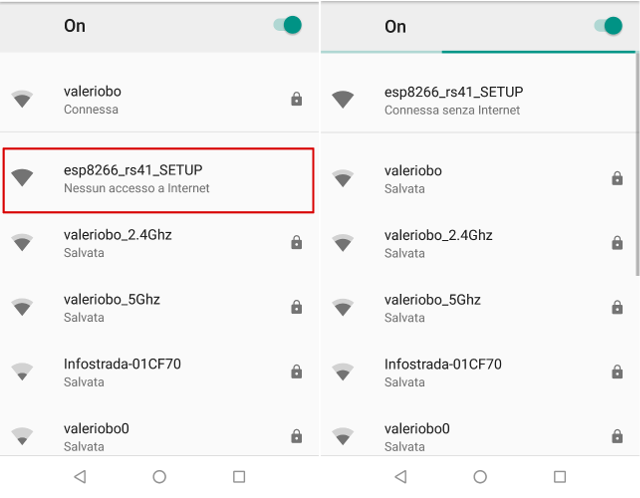 On
valeriobo
Connessa
esp8266_rs41_SETUP
Nessun accesso a Internet
valeriobo_2.4Ghz
Salvata
valeriobo_5Ghz
Salvata
Infostrada-01CF70
Salvata
valeriobo0
Salvata
On
esp8266_rs41_SETUP
Connessa senza Internet
valeriobo
Salvata
valeriobo_2.4Ghz
Salvata
valeriobo_5Ghz
Salvata
Infostrada-01CF70
Salvata
valeriobo0
Salvata